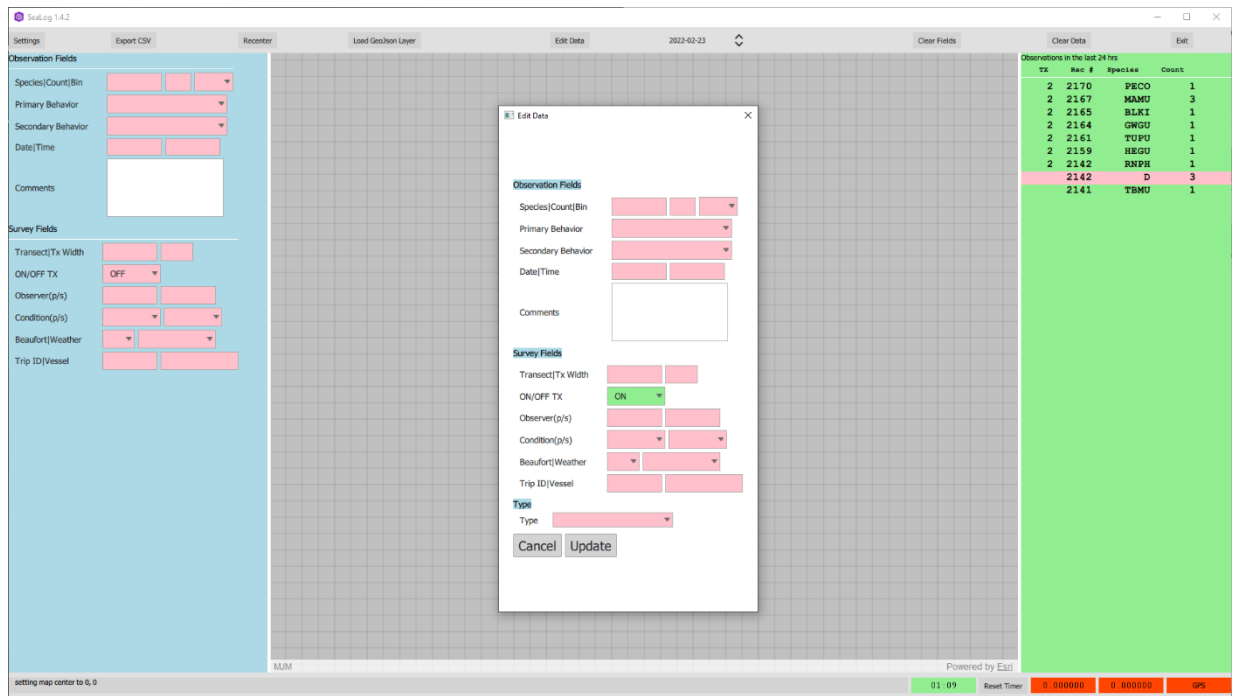 SeaLog 1.4.2
Settings Export CSV Recenter Load GeoJson Layer Edit Data 2022-02-23 Clear Fields Clear Data Exit
Observation Fields
Species|Count|Bin
Primary Behavior
Secondary Behavior
Date|Time
Comments
Survey Fields
Transect|Tx Width
ON/OFF TX OFF
Observer(p/s)
Condition(p/s)
Beaufort|Weather
Trip ID|Vessel
Edit Data
Observation Fields
Species|Count|Bin
Primary Behavior
Secondary Behavior
Date|Time
Comments
Survey Fields
Transect|Tx Width
ON/OFF TX ON
Observer(p/s)
Condition(p/s)
Beaufort|Weather
Trip ID|Vessel
Type
Type
Cancel Update
Observations in the last 24 hrs
TX Rec # Species Count
2 2170 PECO 1
2 2167 MAMU 3
2 2165 BLKI 1
2 2164 GWGU 1
2 2161 TUPU 1
2 2159 HEGU 1
2 2142 RNPH 1
2142 D 3
2141 TBMU 1
MJM Powered by Esri
setting map center to 0, 0 01:09 Reset Timer 0.000000 0.000000 GPS